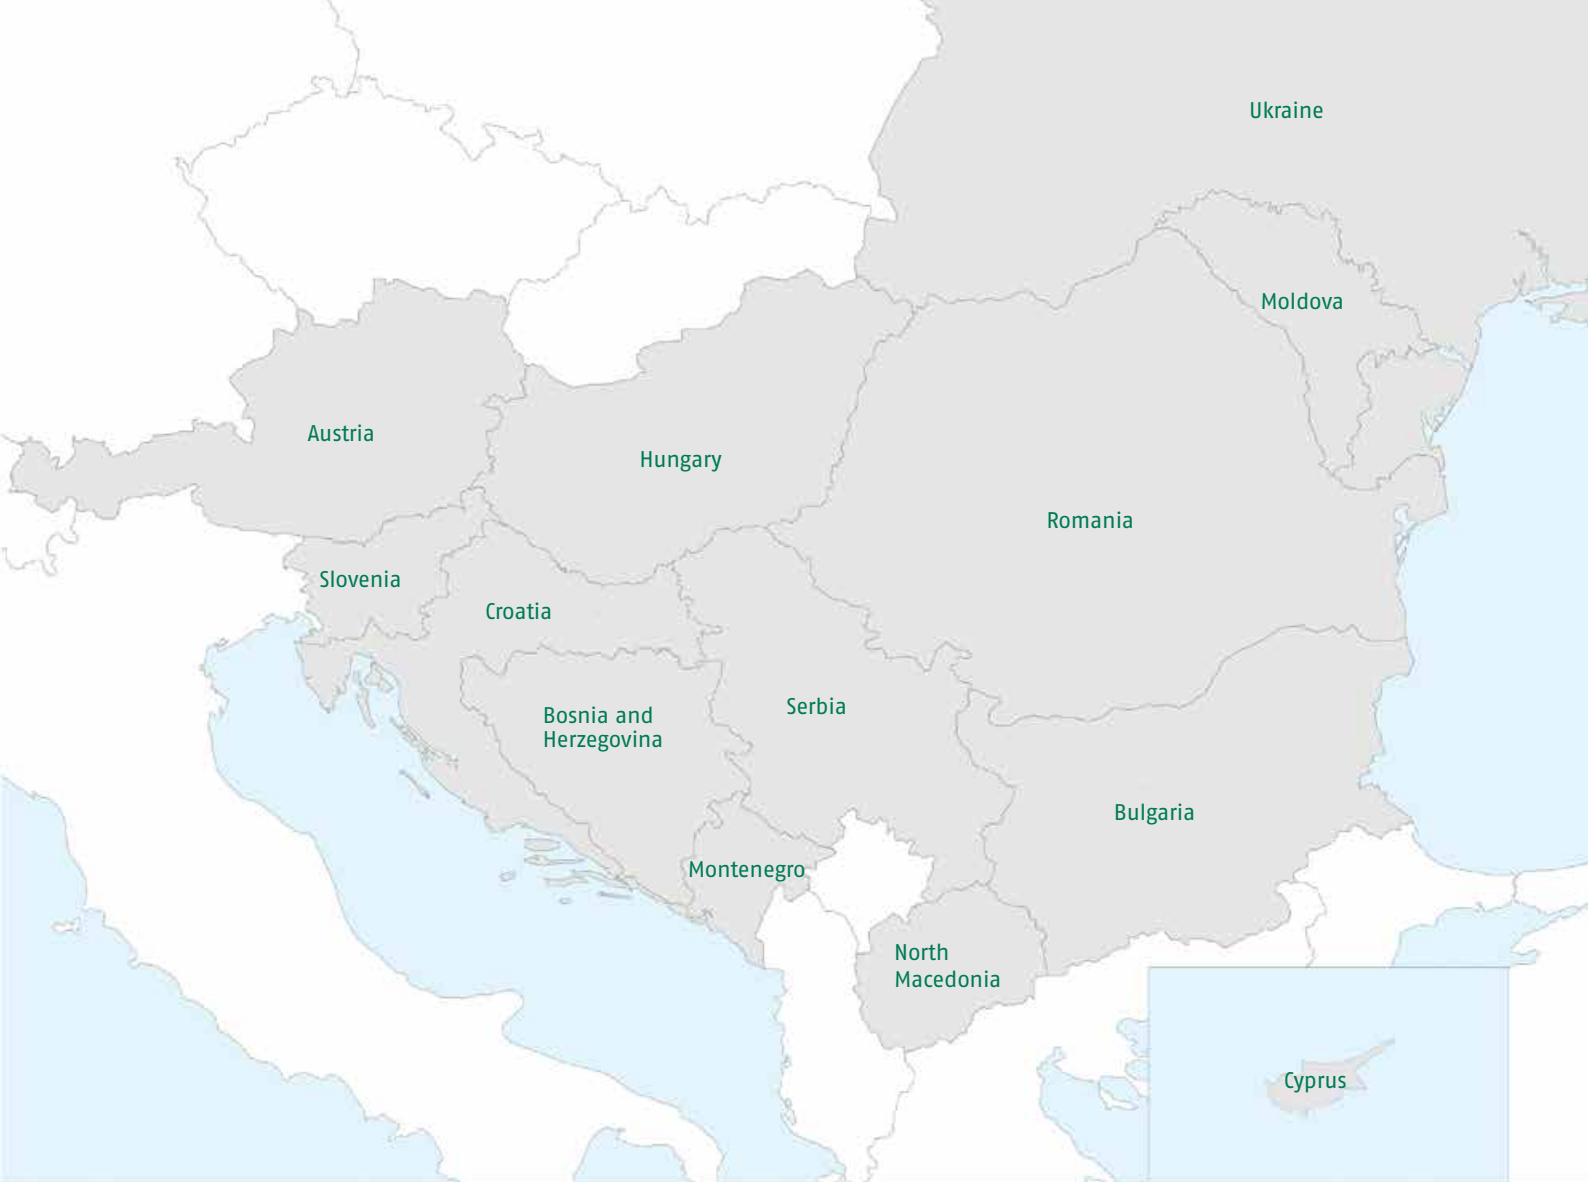 Ukraine
Moldova
Austria
Hungary
Romania
Slovenia
Croatia
Serbia
Bosnia and
Herzegovina
Bulgaria
Montenegro
North
Macedonia
Cyprus